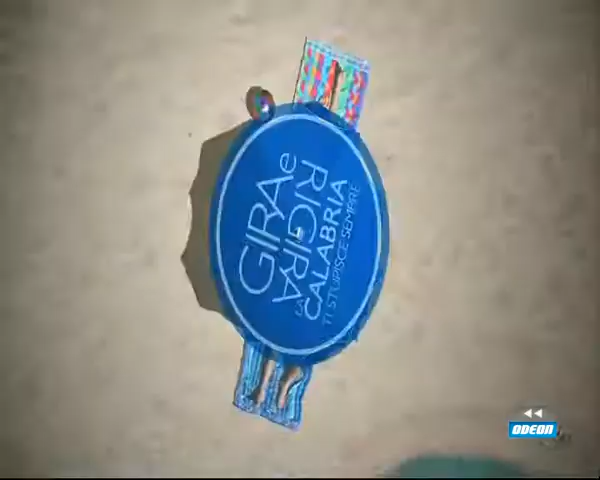 GIRA e
RIGIRA
LA CALABRIA
TI STUPISCE SEMPRE
ODEON